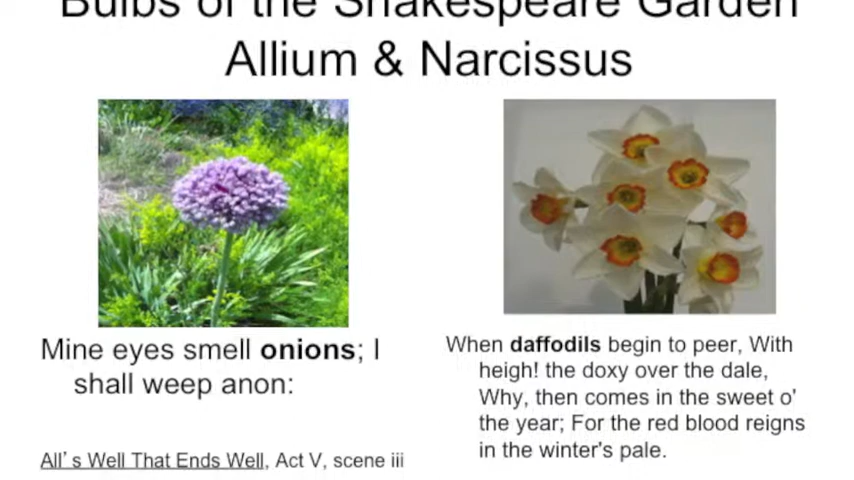 Bulbs of the Shakespeare Garden
Allium & Narcissus
Mine eyes smell onions; I
shall weep anon:
All's Well That Ends Well, Act V, scene iii
When daffodils begin to peer, With
heigh! the doxy over the dale,
Why, then comes in the sweet o'
the year; For the red blood reigns
in the winter's pale.